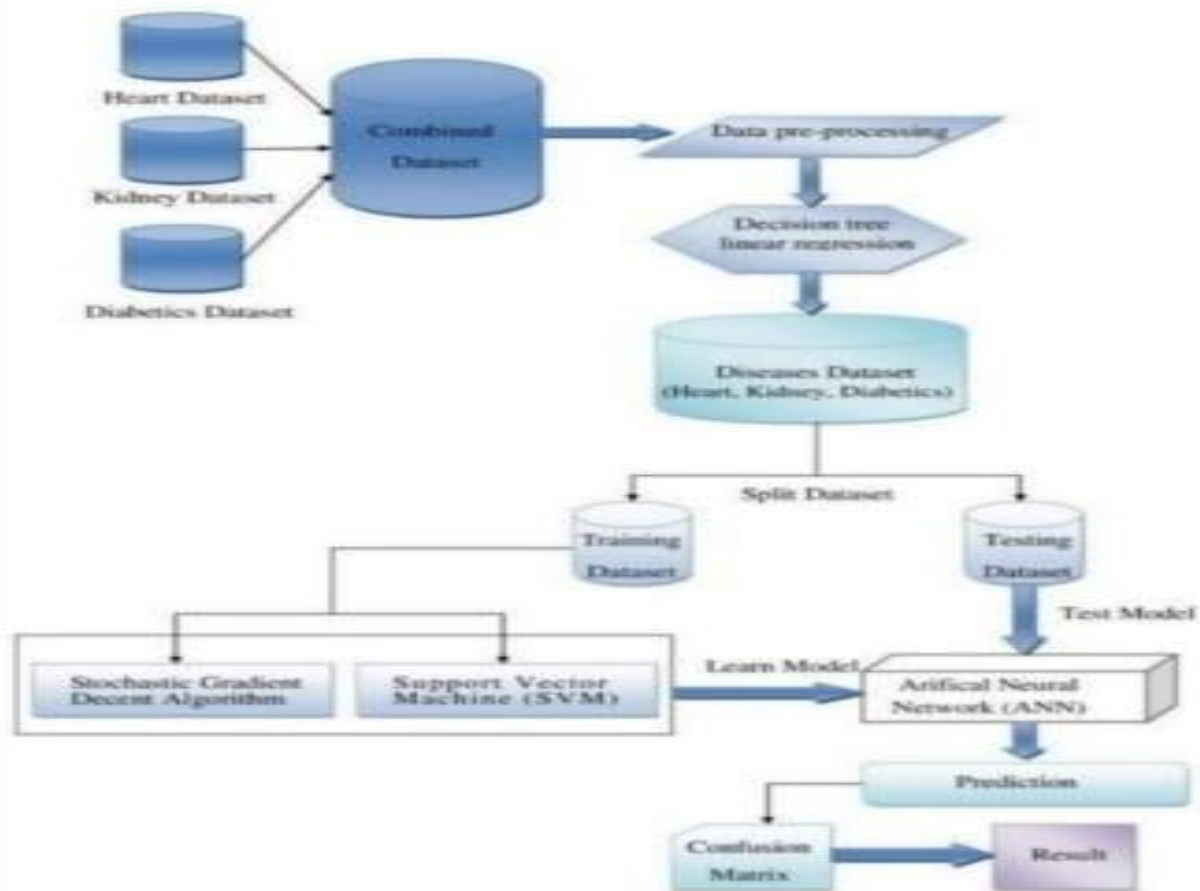 Heart Dataset
Combined
Dataset
Data pre-processing
Kidney Dataset
Decision tree
linear regression
Diabetics Dataset
Diseases Dataset
(Heart, Kidney, Diabetics)
Split Dataset
Training
Dataset
Testing
Dataset
Test Model
Stochastic Gradient
Decent Algorithm
Support Vector
Machine (SVM)
Learn Model
Arifical Neural
Network (ANN)
Prediction
Confusion
Matrix
Result